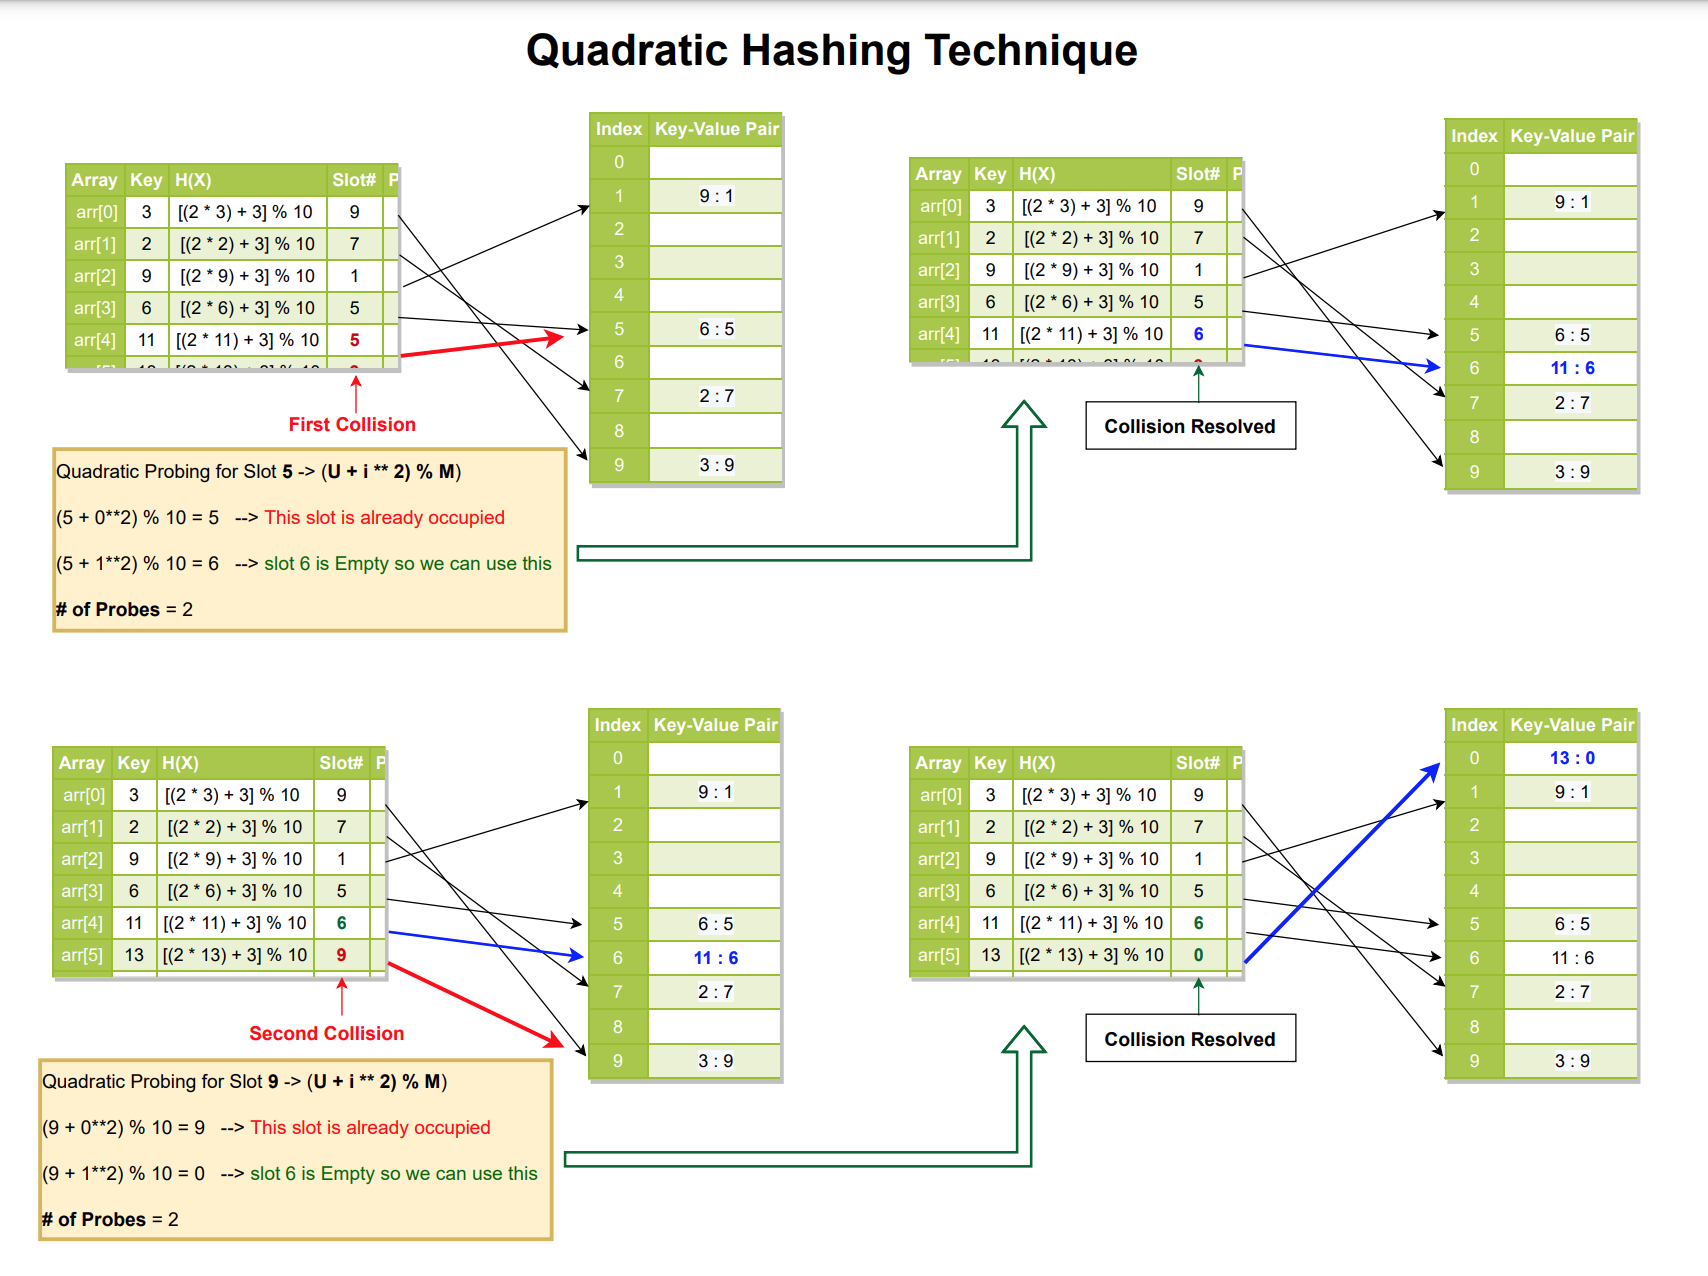 Quadratic Hashing Technique
Array Key H(X) Slot# P
arr[0] 3 [(2 * 3) + 3] % 10 9
arr[1] 2 [(2 * 2) + 3] % 10 7
arr[2] 9 [(2 * 9) + 3] % 10 1
arr[3] 6 [(2 * 6) + 3] % 10 5
arr[4] 11 [(2 * 11) + 3] % 10 5
First Collision
Index Key-Value Pair
0
1 9 : 1
2
3
4
5 6 : 5
6
7 2 : 7
8
9 3 : 9
Quadratic Probing for Slot 5 -> (U + i ** 2) % M)
(5 + 0**2) % 10 = 5 --> This slot is already occupied
(5 + 1**2) % 10 = 6 --> slot 6 is Empty so we can use this
# of Probes = 2
Array Key H(X) Slot# P
arr[0] 3 [(2 * 3) + 3] % 10 9
arr[1] 2 [(2 * 2) + 3] % 10 7
arr[2] 9 [(2 * 9) + 3] % 10 1
arr[3] 6 [(2 * 6) + 3] % 10 5
arr[4] 11 [(2 * 11) + 3] % 10 6
Collision Resolved
Index Key-Value Pair
0
1 9 : 1
2
3
4
5 6 : 5
6 11 : 6
7 2 : 7
8
9 3 : 9
Array Key H(X) Slot# P
arr[0] 3 [(2 * 3) + 3] % 10 9
arr[1] 2 [(2 * 2) + 3] % 10 7
arr[2] 9 [(2 * 9) + 3] % 10 1
arr[3] 6 [(2 * 6) + 3] % 10 5
arr[4] 11 [(2 * 11) + 3] % 10 6
arr[5] 13 [(2 * 13) + 3] % 10 9
Second Collision
Index Key-Value Pair
0
1 9 : 1
2
3
4
5 6 : 5
6 11 : 6
7 2 : 7
8
9 3 : 9
Quadratic Probing for Slot 9 -> (U + i ** 2) % M)
(9 + 0**2) % 10 = 9 --> This slot is already occupied
(9 + 1**2) % 10 = 0 --> slot 6 is Empty so we can use this
# of Probes = 2
Array Key H(X) Slot# P
arr[0] 3 [(2 * 3) + 3] % 10 9
arr[1] 2 [(2 * 2) + 3] % 10 7
arr[2] 9 [(2 * 9) + 3] % 10 1
arr[3] 6 [(2 * 6) + 3] % 10 5
arr[4] 11 [(2 * 11) + 3] % 10 6
arr[5] 13 [(2 * 13) + 3] % 10 0
Collision Resolved
Index Key-Value Pair
0 13 : 0
1 9 : 1
2
3
4
5 6 : 5
6 11 : 6
7 2 : 7
8
9 3 : 9